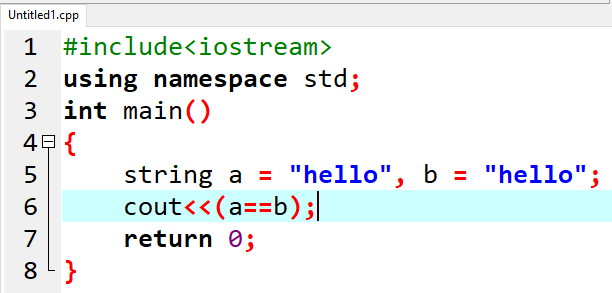 Untitled1.cpp
1 #include<iostream>
2 using namespace std;
3 int main()
4 {
5 string a = "hello", b = "hello";
6 cout<<(a==b);
7 return 0;
8 }